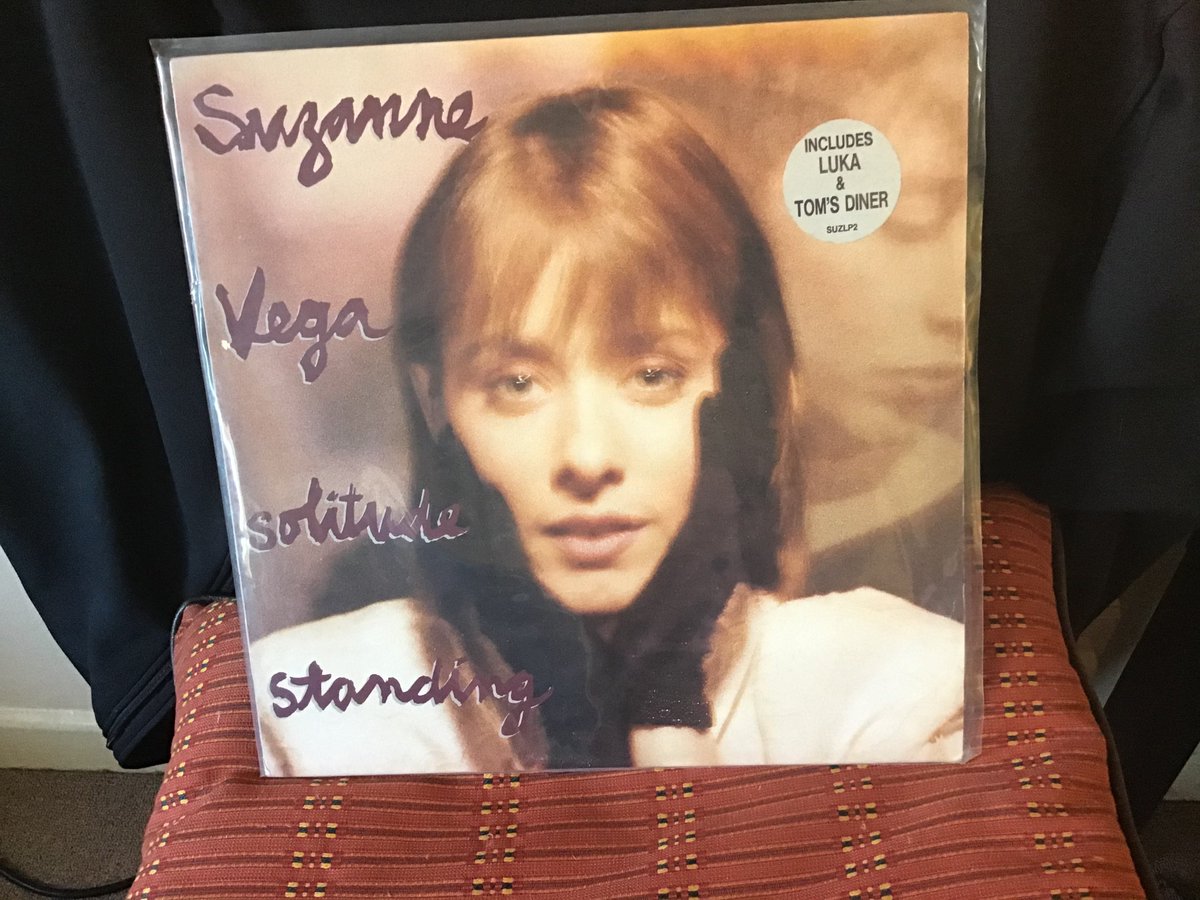 Suzanne
Vega
solitude
standing
INCLUDES
LUKA
&
TOM'S DINER
SUZLP2